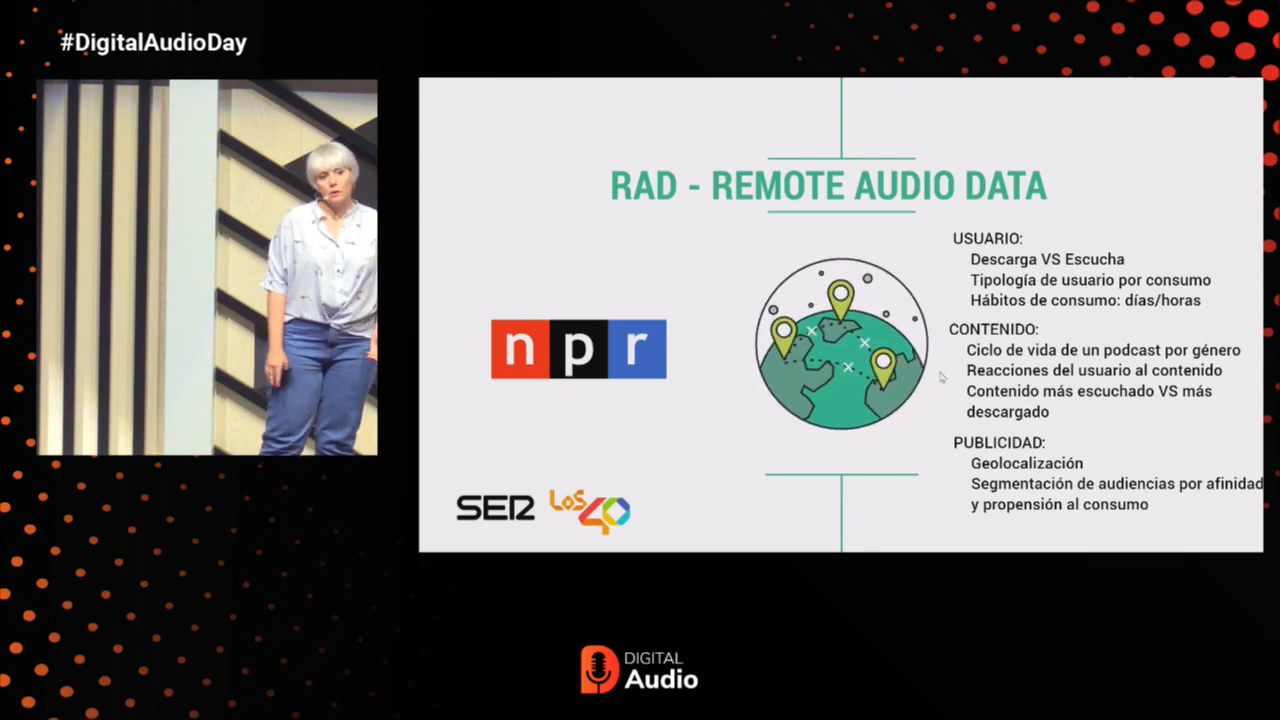 #DigitalAudioDay
RAD - REMOTE AUDIO DATA
USUARIO:
Descarga VS Escucha
Tipología de usuario por consumo
Hábitos de consumo: días/horas
npr
CONTENIDO:
Ciclo de vida de un podcast por género
Reacciones del usuario al contenido
Contenido más escuchado VS más
descargado
PUBLICIDAD:
Geolocalización
Segmentación de audiencias por afinidad
y propensión al consumo
SER LOS 40
DIGITAL
Audio